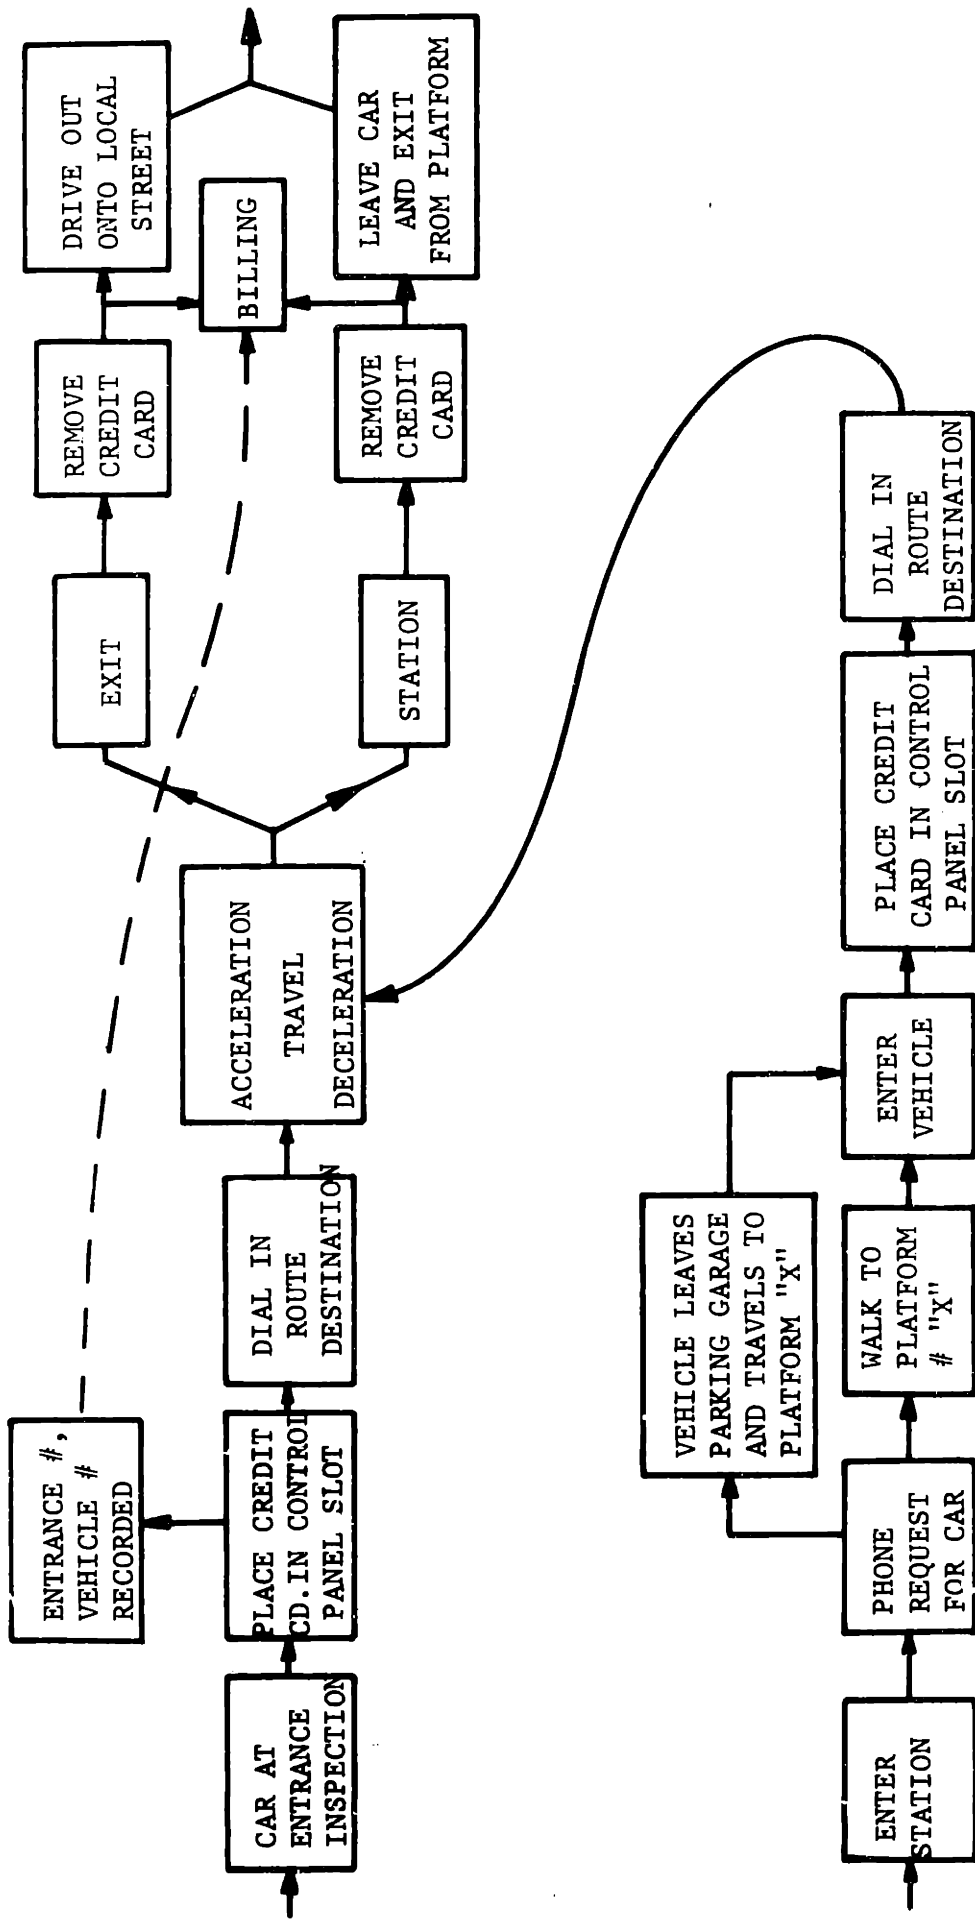 ENTRANCE #,
VEHICLE #
RECORDED
CAR AT
ENTRANCE
INSPECTION
PLACE CREDIT
CD.IN CONTROL
PANEL SLOT
DIAL IN
ROUTE
DESTINATION
ACCELERATION
TRAVEL
DECELERATION
EXIT
REMOVE
CREDIT
CARD
DRIVE OUT
ONTO LOCAL
STREET
BILLING
STATION
REMOVE
CREDIT
CARD
LEAVE CAR
AND EXIT
FROM PLATFORM
ENTER
STATION
PHONE
REQUEST
FOR CAR
VEHICLE LEAVES
PARKING GARAGE
AND TRAVELS TO
PLATFORM "X"
WALK TO
PLATFORM
# "X"
ENTER
VEHICLE
PLACE CREDIT
CARD IN CONTROL
PANEL SLOT
DIAL IN
ROUTE
DESTINATION